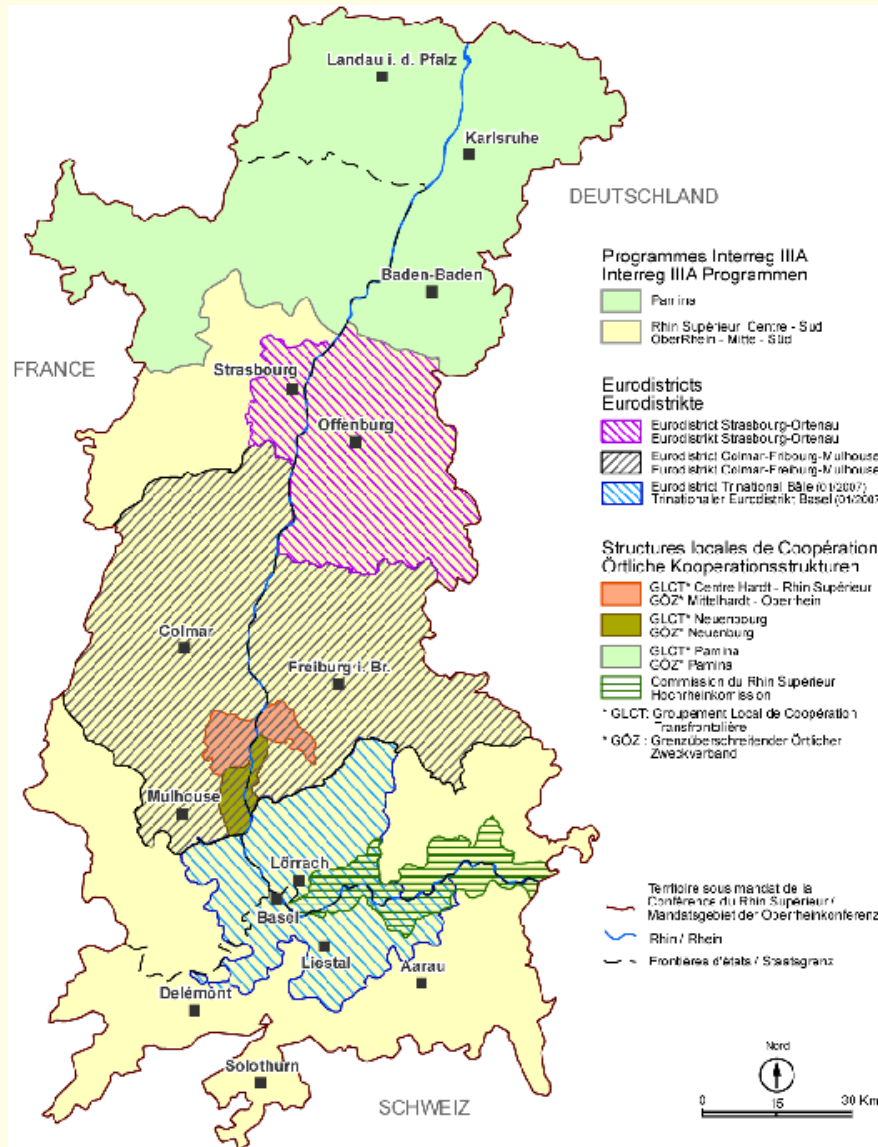 Landau i. d. Pfalz
Karlsruhe
DEUTSCHLAND
Baden-Baden
FRANCE
Strasbourg
Offenburg
Colmar
Freiburg i. Br.
Mulhouse
Lörrach
Basel
Liestal
Aarau
Delémont
Solothurn
SCHWEIZ
Programmes Interreg IIIA
Interreg IIIA Programmen
Pamina
Rhin Supérieur Centre - Sud
OberRhein - Mitte - Süd
Eurodistricts
Eurodistrikte
Eurodistrict Strasbourg-Ortenau
Eurodistrikt Strasbourg-Ortenau
Eurodistrict Colmar-Fribourg-Mulhouse
Eurodistrikt Colmar-Freiburg-Mulhouse
Eurodistrict Trinational Bâle (01/2007)
Trinationaler Eurodistrikt Basel (01/2007
Structures locales de Coopération
Örtliche Kooperationsstrukturen
GLCT* Centre Hardt - Rhin Supérieur
GÖZ* Mittelhardt - Oberrhein
GLCT* Neuenbourg
GÖZ* Neuenburg
GLCT* Pamina
GÖZ* Pamina
Commission du Rhin Supérieur
Hochrheinkomission
* GLCT: Groupement Local de Coopération
Transfrontalière
* GÖZ : Grenzüberschreitender Örtlicher
Zweckverband
Territoire sous mandat de la
Conférence du Rhin Supérieur /
Mandatsgebiet der Oberrheinkonferenz
Rhin / Rhein
Frontières d'états / Staatsgrenz
Nord
0 15 30 Km